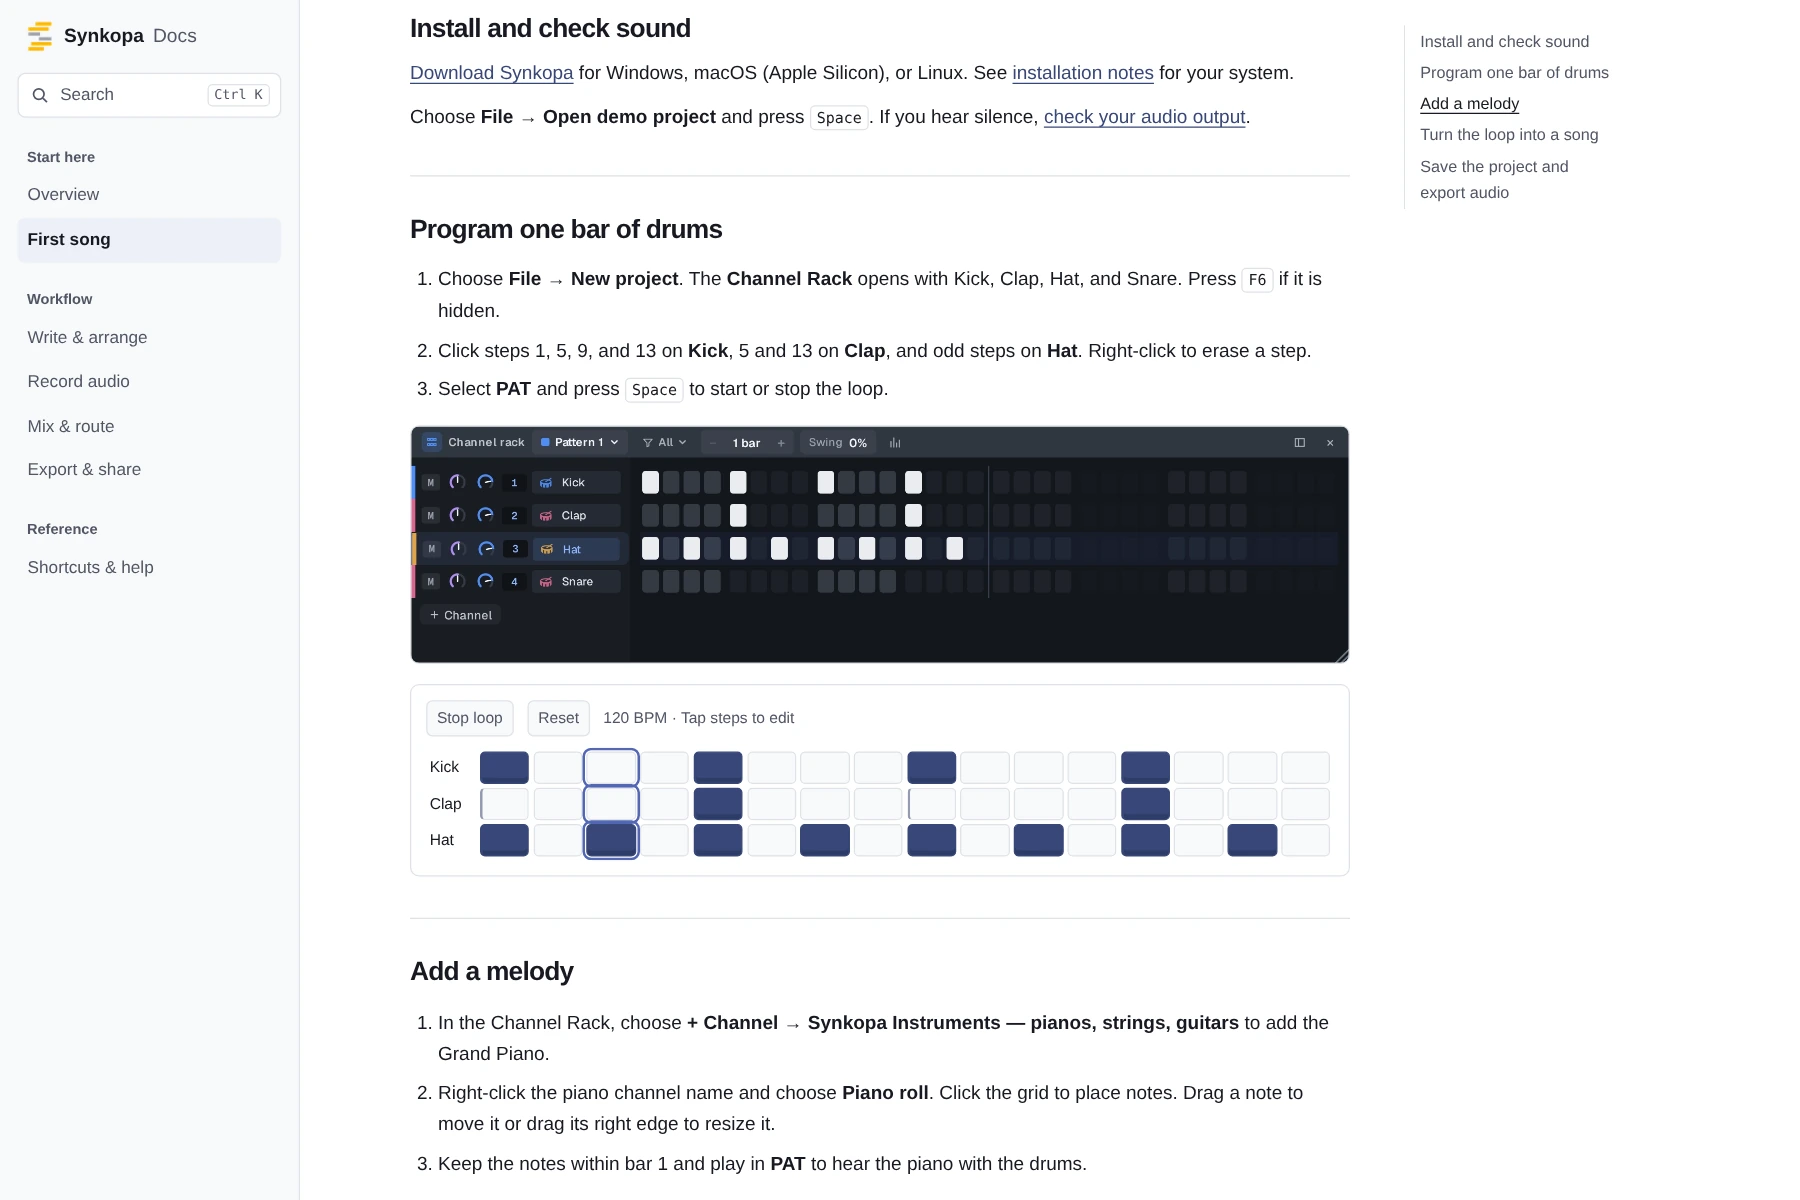 Synkopa Docs
Search Ctrl K
Start here
Overview
First song
Workflow
Write & arrange
Record audio
Mix & route
Export & share
Reference
Shortcuts & help
Install and check sound
Download Synkopa for Windows, macOS (Apple Silicon), or Linux. See installation notes for your system.
Choose File → Open demo project and press Space. If you hear silence, check your audio output.
Program one bar of drums
1. Choose File → New project. The Channel Rack opens with Kick, Clap, Hat, and Snare. Press F6 if it is
hidden.
2. Click steps 1, 5, 9, and 13 on Kick, 5 and 13 on Clap, and odd steps on Hat. Right-click to erase a step.
3. Select PAT and press Space to start or stop the loop.
Channel rack Pattern 1 All − 1 bar + Swing 0% ×
M 1 Kick
M 2 Clap
M 3 Hat
M 4 Snare
+ Channel
Stop loop Reset 120 BPM · Tap steps to edit
Kick
Clap
Hat
Add a melody
1. In the Channel Rack, choose + Channel → Synkopa Instruments — pianos, strings, guitars to add the
Grand Piano.
2. Right-click the piano channel name and choose Piano roll. Click the grid to place notes. Drag a note to
move it or drag its right edge to resize it.
3. Keep the notes within bar 1 and play in PAT to hear the piano with the drums.
Install and check sound
Program one bar of drums
Add a melody
Turn the loop into a song
Save the project and
export audio